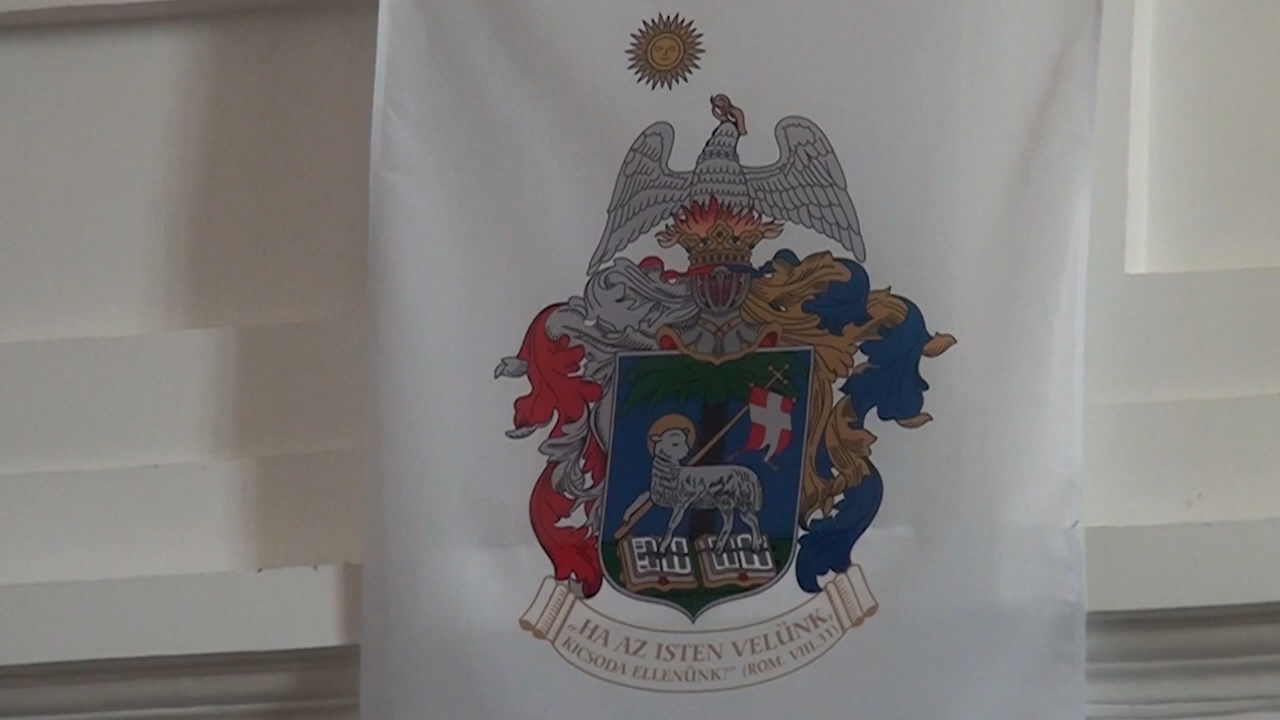 „HA AZ ISTEN VELÜNK,
KICSODA ELLENÜNK?” (RÓM. VIII.31)